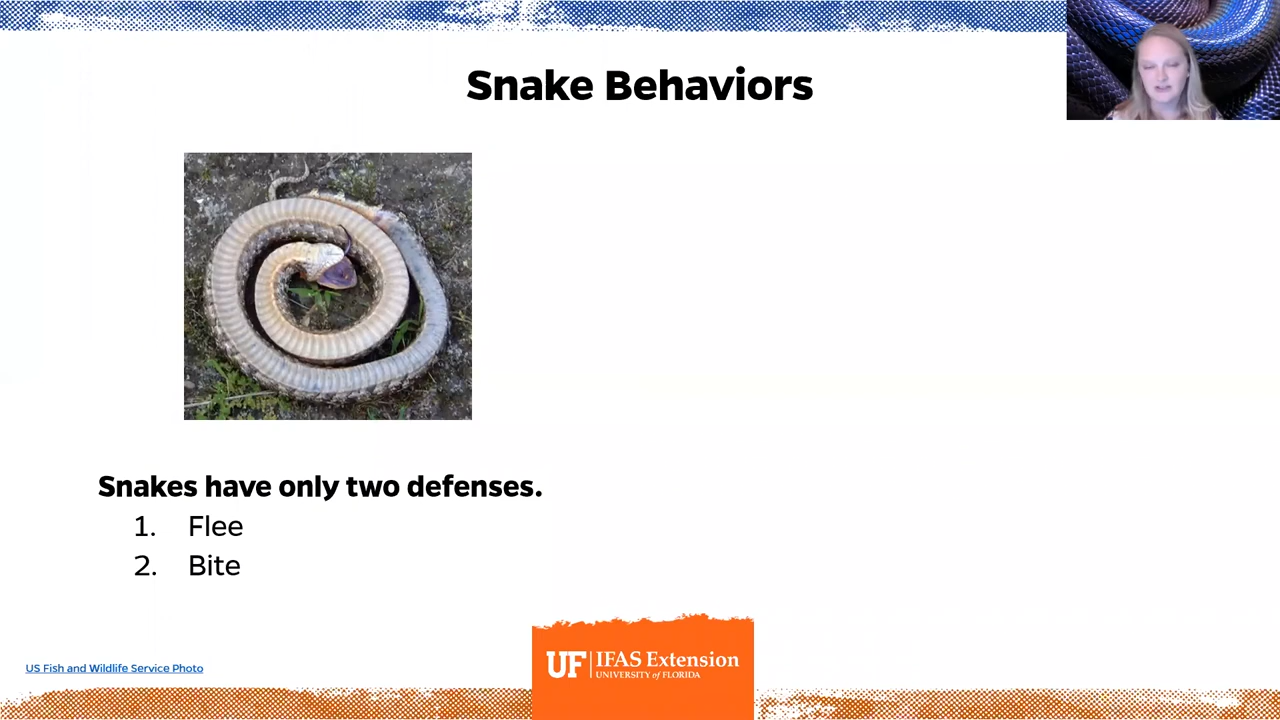 Snake Behaviors
Snakes have only two defenses.
1. Flee
2. Bite
US Fish and Wildlife Service Photo
UF IFAS Extension
UNIVERSITY of FLORIDA